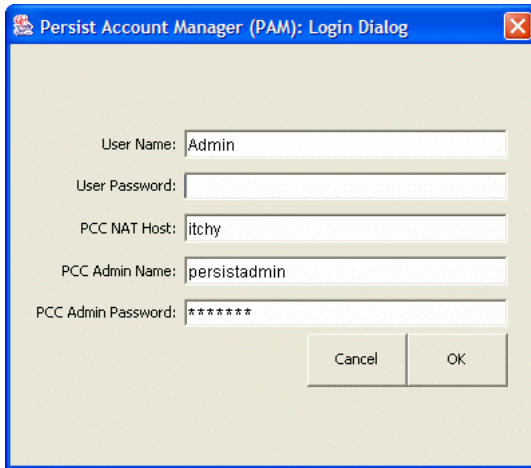 Persist Account Manager (PAM): Login Dialog
User Name: Admin
User Password:
PCC NAT Host: itchy
PCC Admin Name: persistadmin
PCC Admin Password: *******
Cancel OK